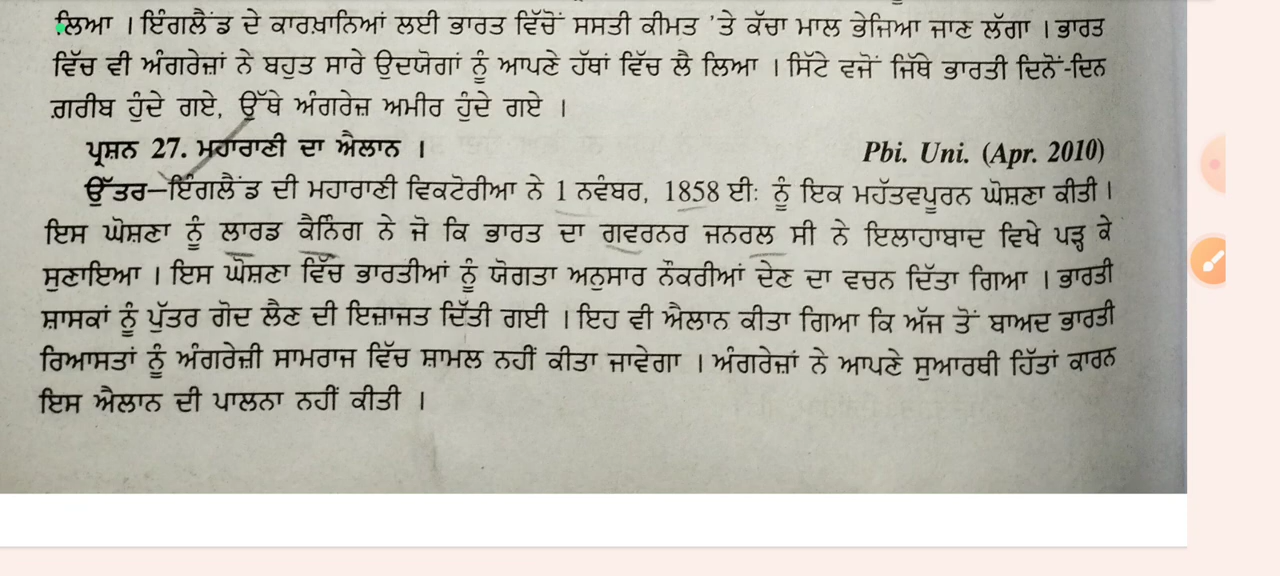 ਲਿਆ । ਇੰਗਲੈਂਡ ਦੇ ਕਾਰਖ਼ਾਨਿਆਂ ਲਈ ਭਾਰਤ ਵਿੱਚੋਂ ਸਸਤੀ ਕੀਮਤ 'ਤੇ ਕੱਚਾ ਮਾਲ ਭੇਜਿਆ ਜਾਣ ਲੱਗਾ । ਭਾਰਤ
ਵਿੱਚ ਵੀ ਅੰਗਰੇਜ਼ਾਂ ਨੇ ਬਹੁਤ ਸਾਰੇ ਉਦਯੋਗਾਂ ਨੂੰ ਆਪਣੇ ਹੱਥਾਂ ਵਿੱਚ ਲੈ ਲਿਆ । ਸਿੱਟੇ ਵਜੋਂ ਜਿੱਥੇ ਭਾਰਤੀ ਦਿਨੋਂ-ਦਿਨ
ਗ਼ਰੀਬ ਹੁੰਦੇ ਗਏ, ਉੱਥੇ ਅੰਗਰੇਜ਼ ਅਮੀਰ ਹੁੰਦੇ ਗਏ ।
ਪ੍ਰਸ਼ਨ 27. ਮਹਾਰਾਣੀ ਦਾ ਐਲਾਨ । Pbi. Uni. (Apr. 2010)
ਉੱਤਰ—ਇੰਗਲੈਂਡ ਦੀ ਮਹਾਰਾਣੀ ਵਿਕਟੋਰੀਆ ਨੇ 1 ਨਵੰਬਰ, 1858 ਈਃ ਨੂੰ ਇਕ ਮਹੱਤਵਪੂਰਨ ਘੋਸ਼ਣਾ ਕੀਤੀ ।
ਇਸ ਘੋਸ਼ਣਾ ਨੂੰ ਲਾਰਡ ਕੈਨਿੰਗ ਨੇ ਜੋ ਕਿ ਭਾਰਤ ਦਾ ਗਵਰਨਰ ਜਨਰਲ ਸੀ ਨੇ ਇਲਾਹਾਬਾਦ ਵਿਖੇ ਪੜ੍ਹ ਕੇ
ਸੁਣਾਇਆ । ਇਸ ਘੋਸ਼ਣਾ ਵਿੱਚ ਭਾਰਤੀਆਂ ਨੂੰ ਯੋਗਤਾ ਅਨੁਸਾਰ ਨੌਕਰੀਆਂ ਦੇਣ ਦਾ ਵਚਨ ਦਿੱਤਾ ਗਿਆ । ਭਾਰਤੀ
ਸ਼ਾਸਕਾਂ ਨੂੰ ਪੁੱਤਰ ਗੋਦ ਲੈਣ ਦੀ ਇਜ਼ਾਜਤ ਦਿੱਤੀ ਗਈ । ਇਹ ਵੀ ਐਲਾਨ ਕੀਤਾ ਗਿਆ ਕਿ ਅੱਜ ਤੋਂ ਬਾਅਦ ਭਾਰਤੀ
ਰਿਆਸਤਾਂ ਨੂੰ ਅੰਗਰੇਜ਼ੀ ਸਾਮਰਾਜ ਵਿੱਚ ਸ਼ਾਮਲ ਨਹੀਂ ਕੀਤਾ ਜਾਵੇਗਾ । ਅੰਗਰੇਜ਼ਾਂ ਨੇ ਆਪਣੇ ਸੁਆਰਥੀ ਹਿੱਤਾਂ ਕਾਰਨ
ਇਸ ਐਲਾਨ ਦੀ ਪਾਲਨਾ ਨਹੀਂ ਕੀਤੀ ।